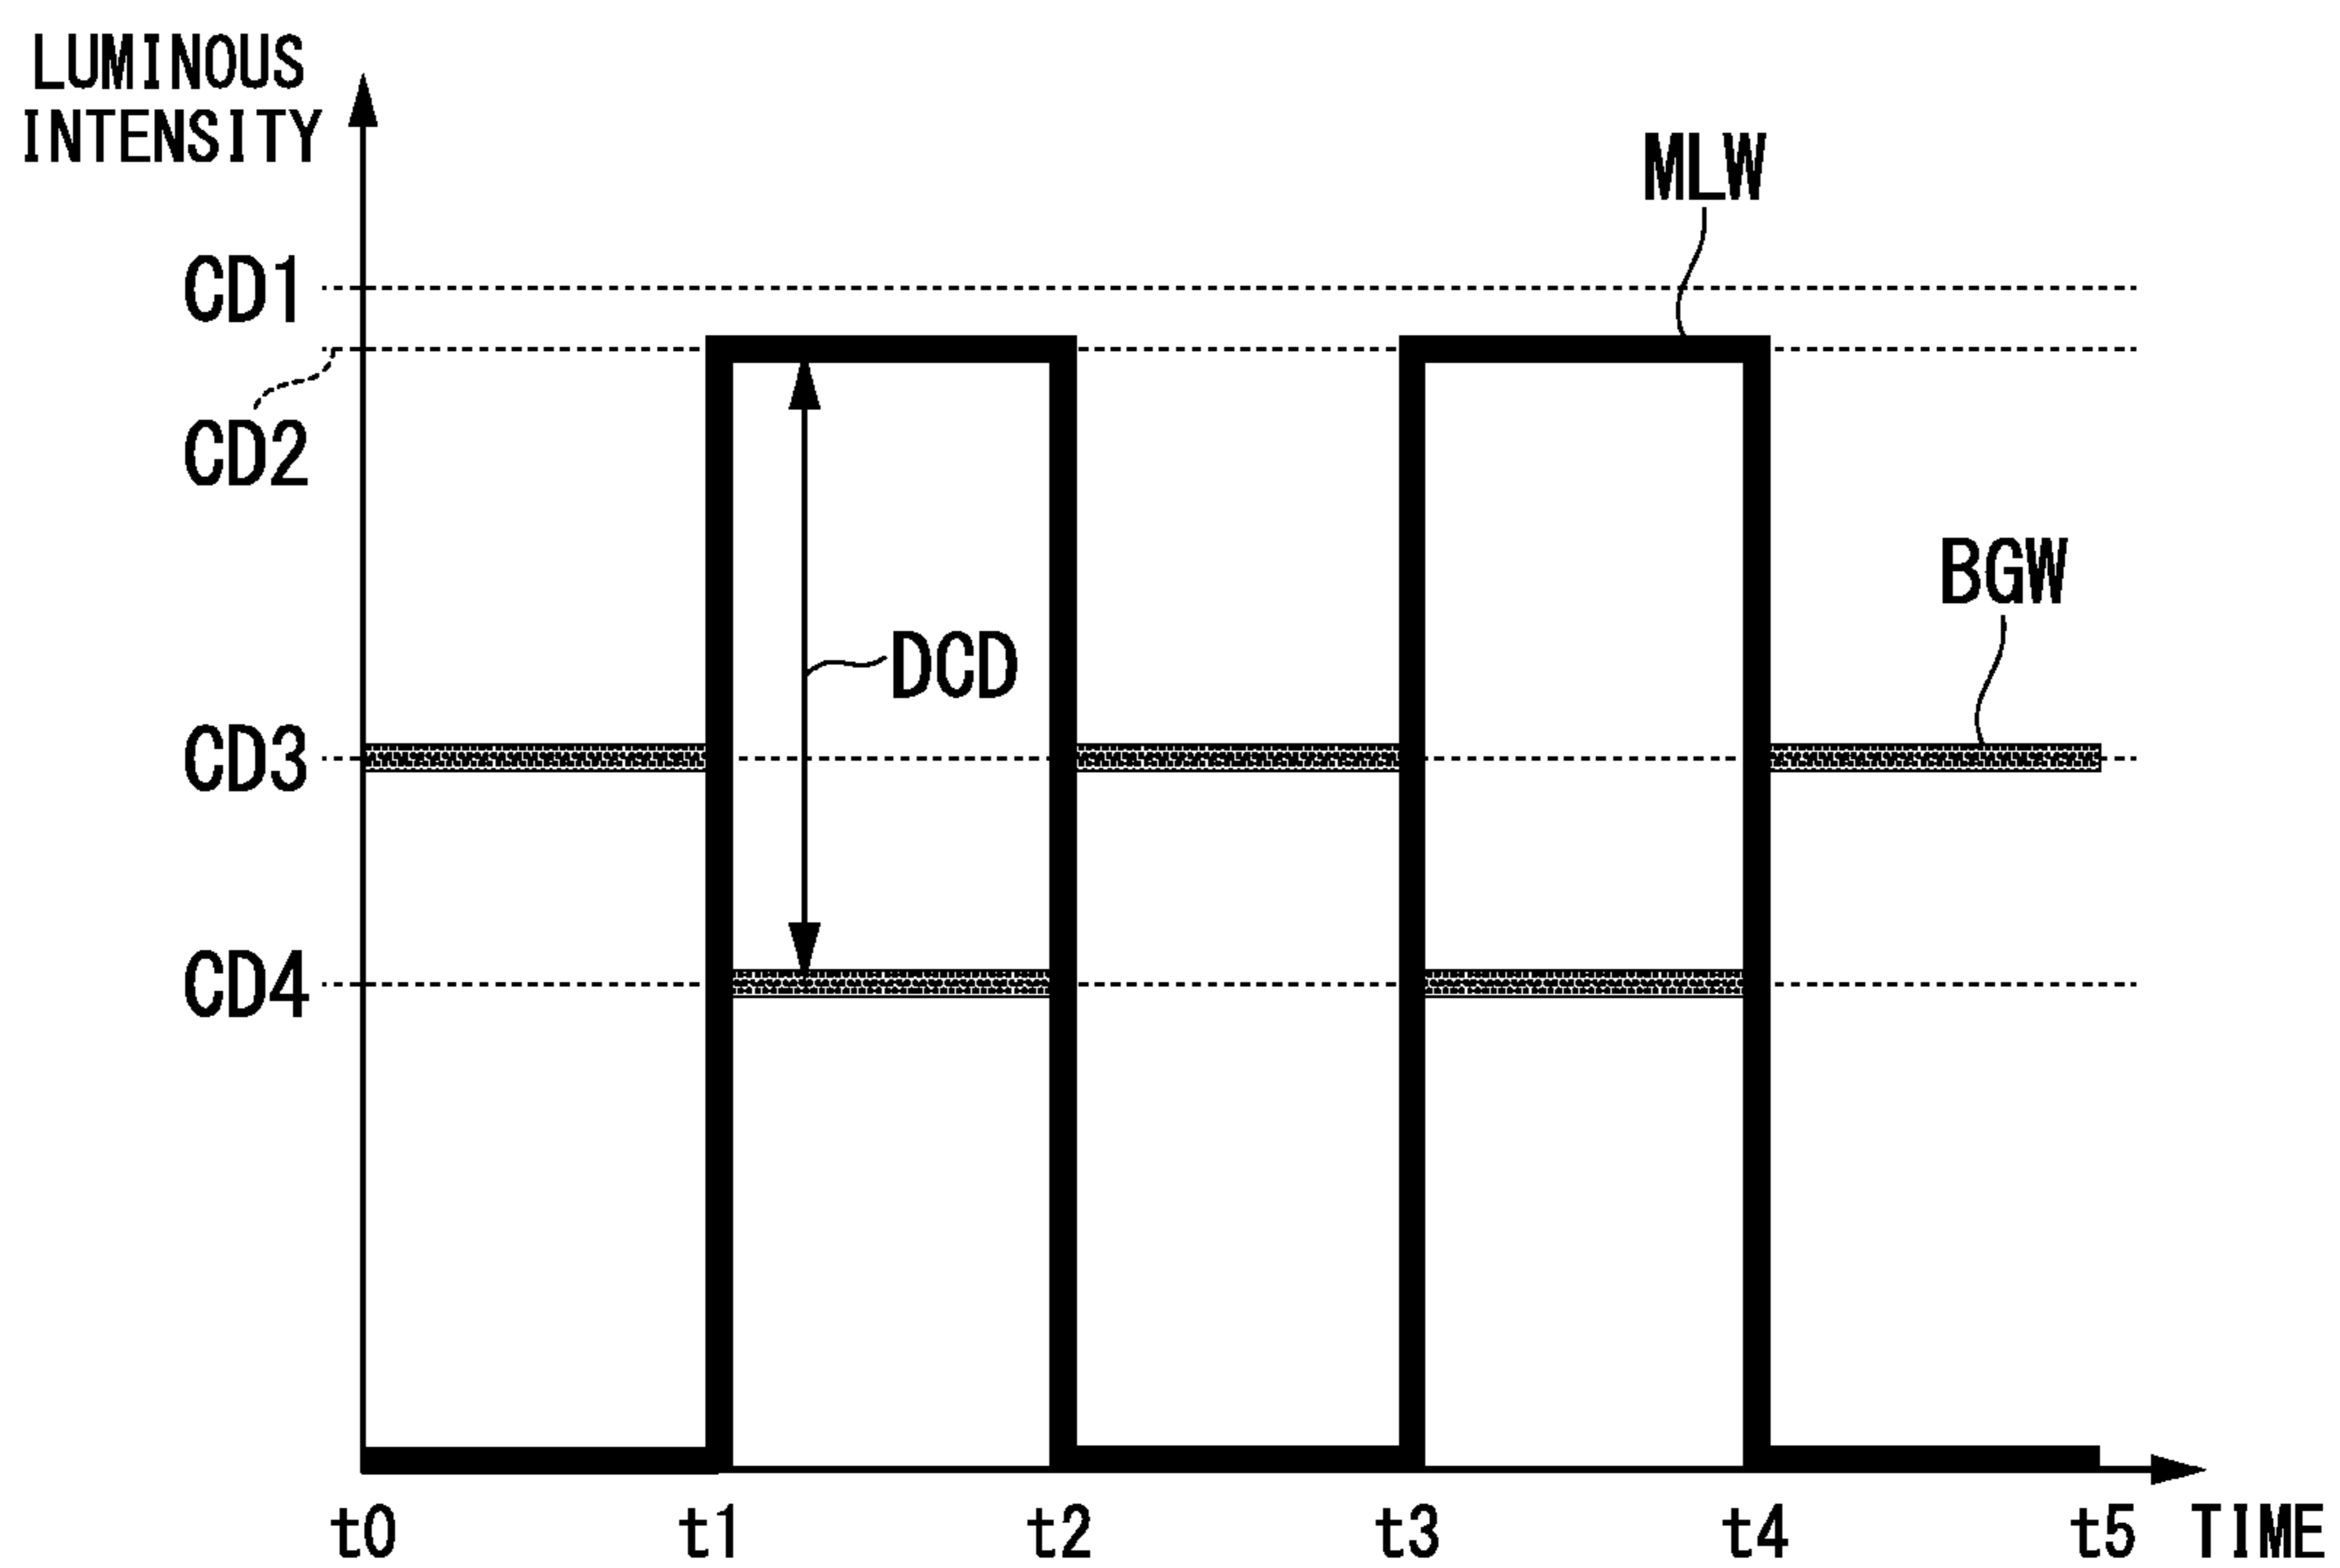 LUMINOUS
INTENSITY
MLW
CD1
CD2
BGW
DCD
CD3
CD4
t0 t1 t2 t3 t4 t5 TIME